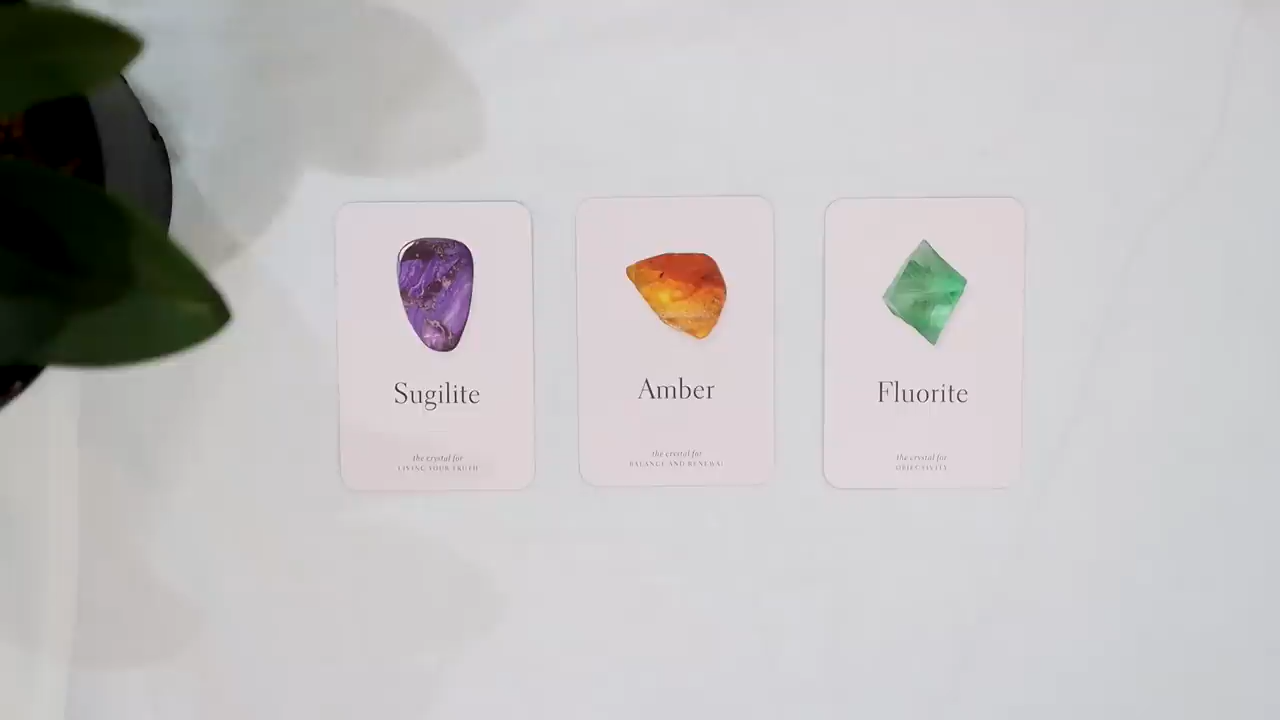 Sugilite
the crystal for
LIVING YOUR TRUTH
Amber
the crystal for
BALANCE AND RENEWAL
Fluorite
the crystal for
OBJECTIVITY